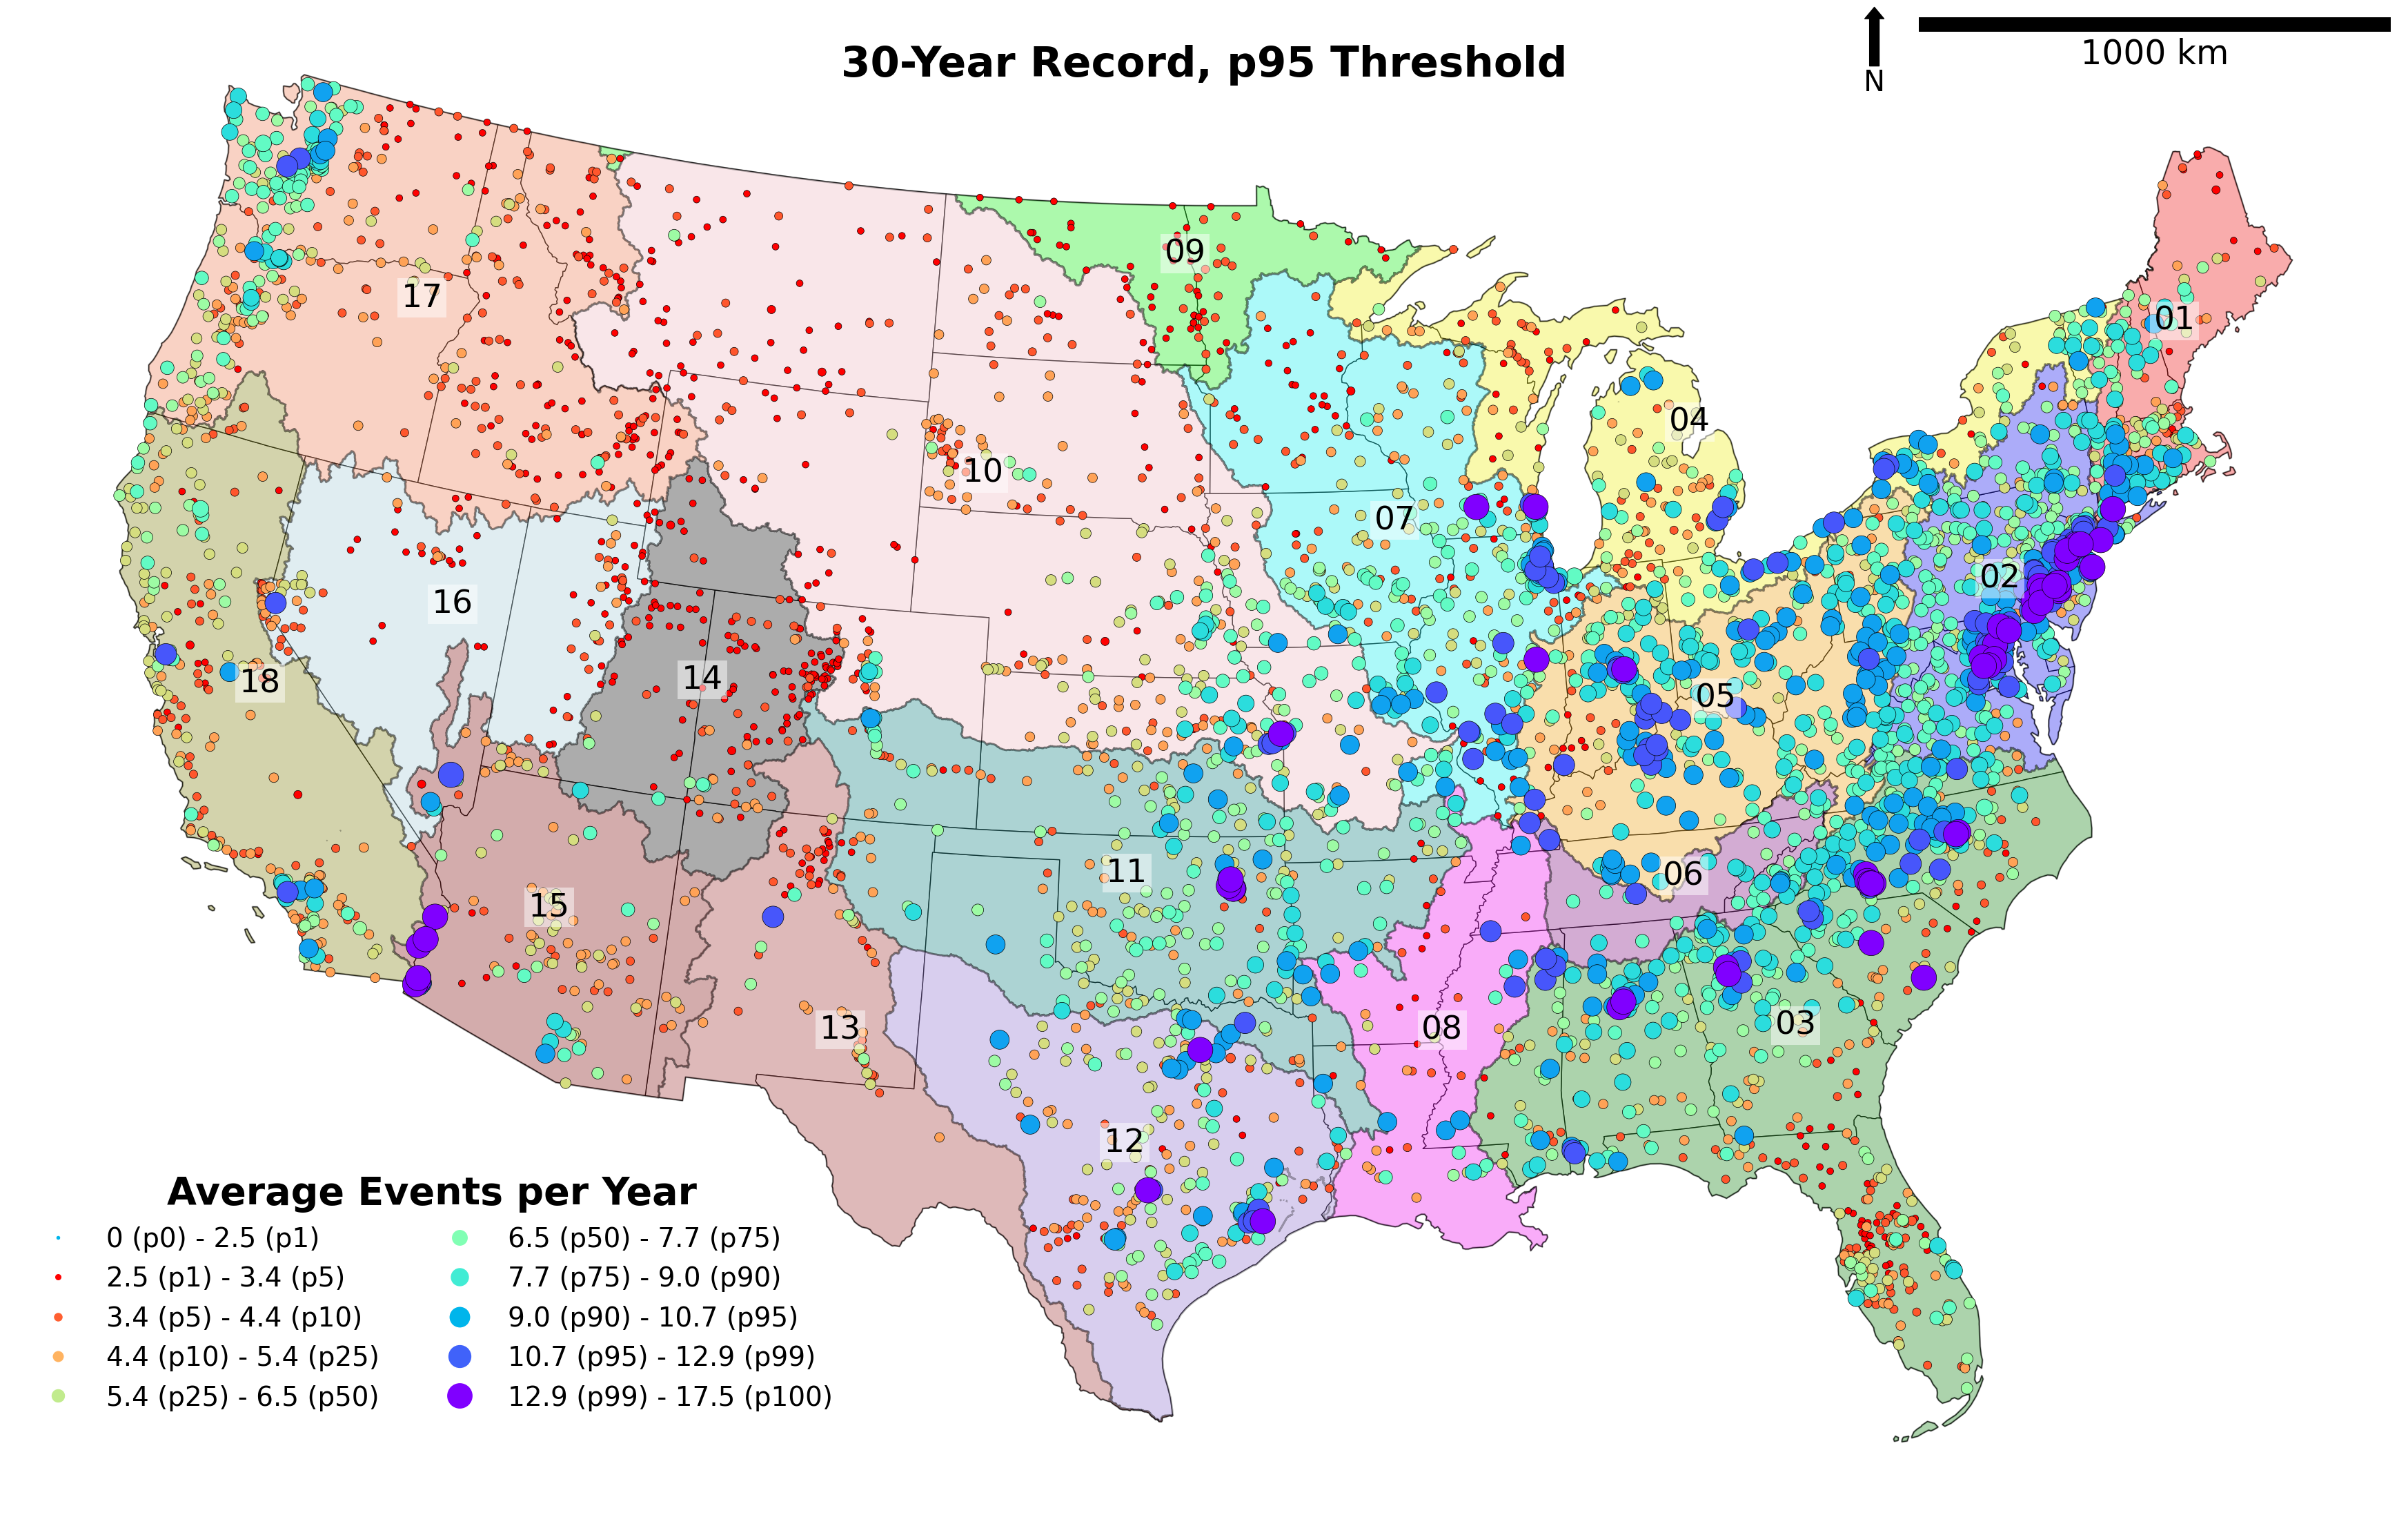 30-Year Record, p95 Threshold
1000 km
N
09
01
17
04
10
07
02
16
18
14
05
11
06
15
03
13
08
12
Average Events per Year
0 (p0) - 2.5 (p1)
2.5 (p1) - 3.4 (p5)
3.4 (p5) - 4.4 (p10)
4.4 (p10) - 5.4 (p25)
5.4 (p25) - 6.5 (p50)
6.5 (p50) - 7.7 (p75)
7.7 (p75) - 9.0 (p90)
9.0 (p90) - 10.7 (p95)
10.7 (p95) - 12.9 (p99)
12.9 (p99) - 17.5 (p100)